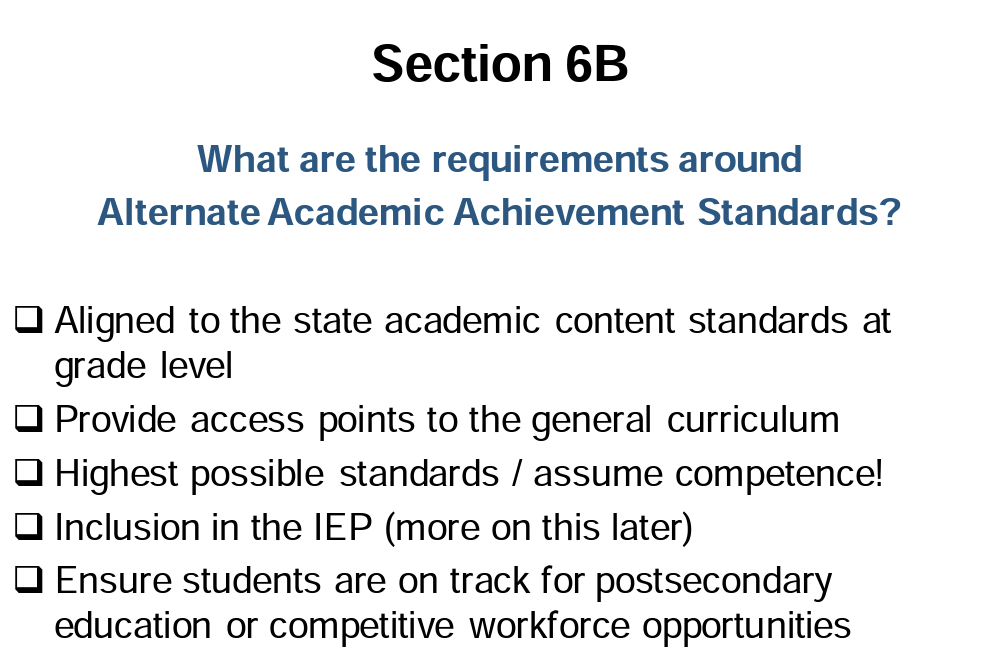 Section 6B
What are the requirements around
Alternate Academic Achievement Standards?
❑ Aligned to the state academic content standards at
grade level
❑ Provide access points to the general curriculum
❑ Highest possible standards / assume competence!
❑ Inclusion in the IEP (more on this later)
❑ Ensure students are on track for postsecondary
education or competitive workforce opportunities